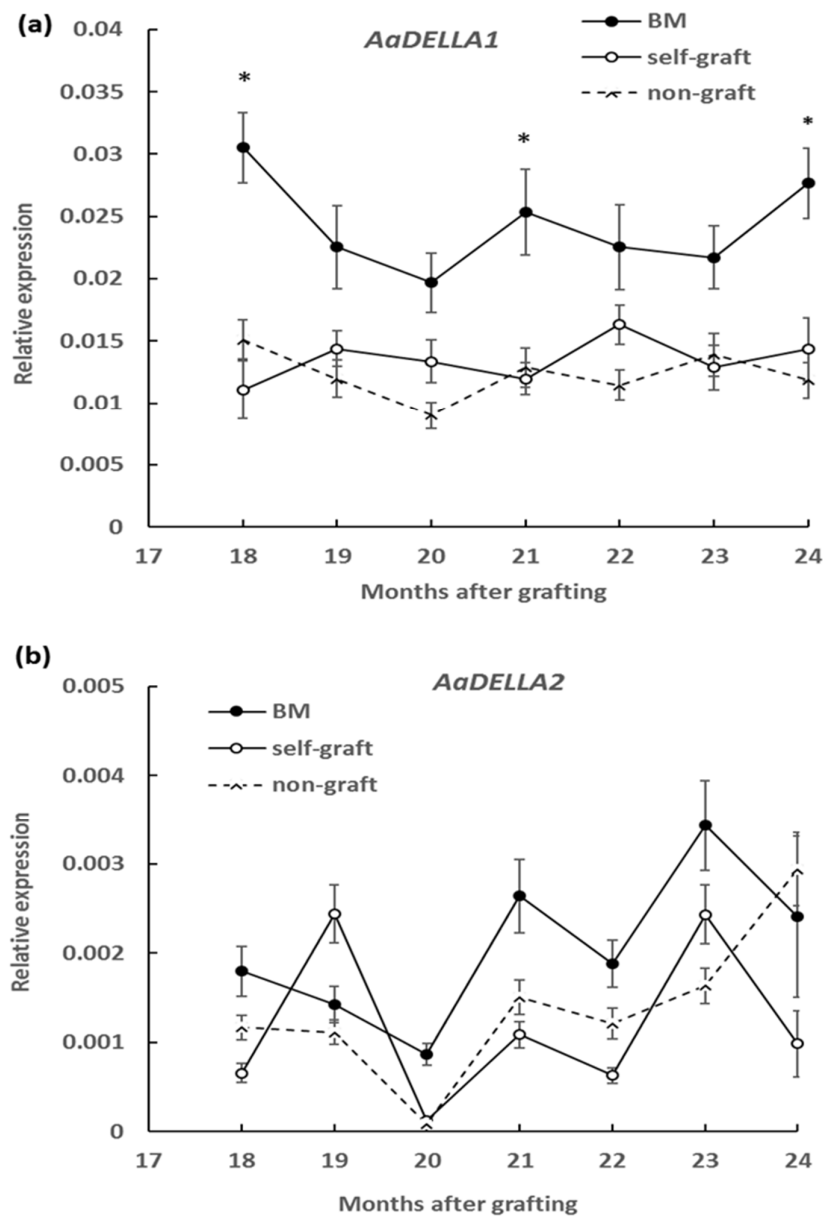 (a)
AaDELLA1
BM
self-graft
non-graft
0.04
0.035
0.03
0.025
0.02
0.015
0.01
0.005
0
*
*
*
Relative expression
17 18 19 20 21 22 23 24
Months after grafting
(b)
AaDELLA2
BM
self-graft
non-graft
0.005
0.004
0.003
0.002
0.001
0
Relative expression
17 18 19 20 21 22 23 24
Months after grafting